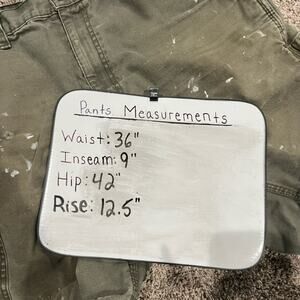 Pants Measurements
Waist: 36"
Inseam: 9"
Hip: 42"
Rise: 12.5"